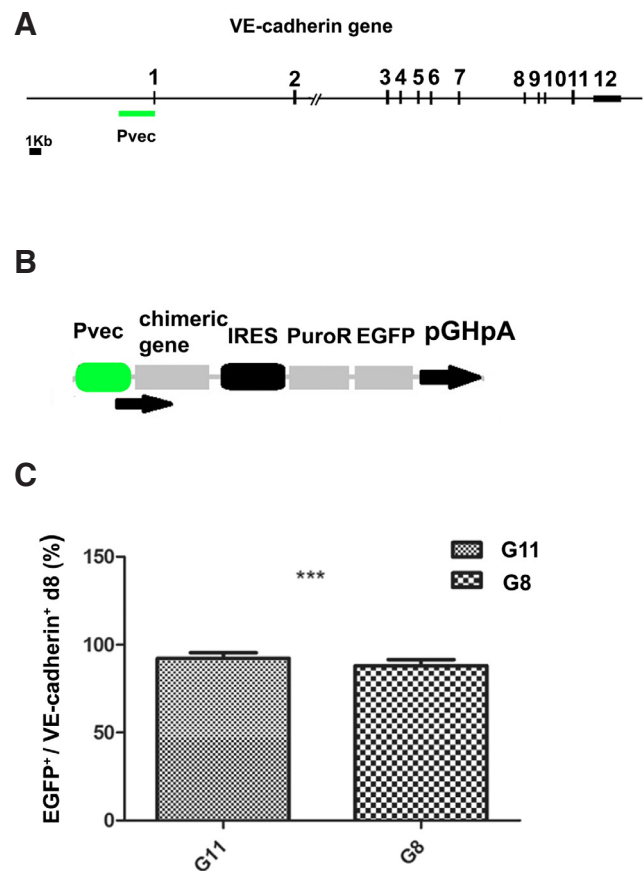 A
VE-cadherin gene
1 2 3 4 5 6 7 8 9 10 11 12
Pvec
1Kb
B
Pvec chimeric gene IRES PuroR EGFP pGHpA
C
EGFP⁺ / VE-cadherin⁺ d8 (%)
150
100
50
0
***
G11
G8
G11
G8